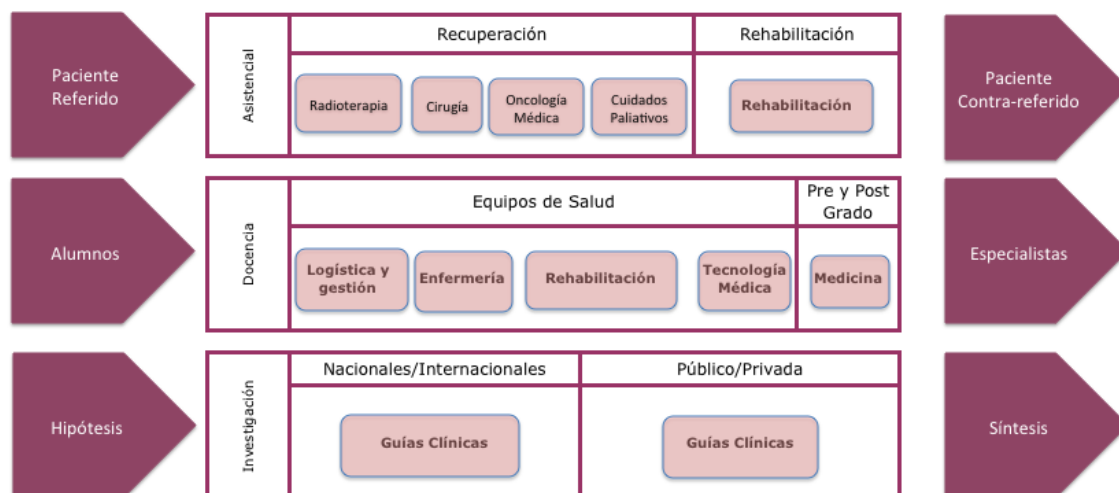 Paciente
Referido
Asistencial
Recuperación
Rehabilitación
Radioterapia
Cirugía
Oncología
Médica
Cuidados
Paliativos
Rehabilitación
Paciente
Contra-referido
Alumnos
Docencia
Equipos de Salud
Pre y Post
Grado
Logística y
gestión
Enfermería
Rehabilitación
Tecnología
Médica
Medicina
Especialistas
Hipótesis
Investigación
Nacionales/Internacionales
Público/Privada
Guías Clínicas
Guías Clínicas
Síntesis